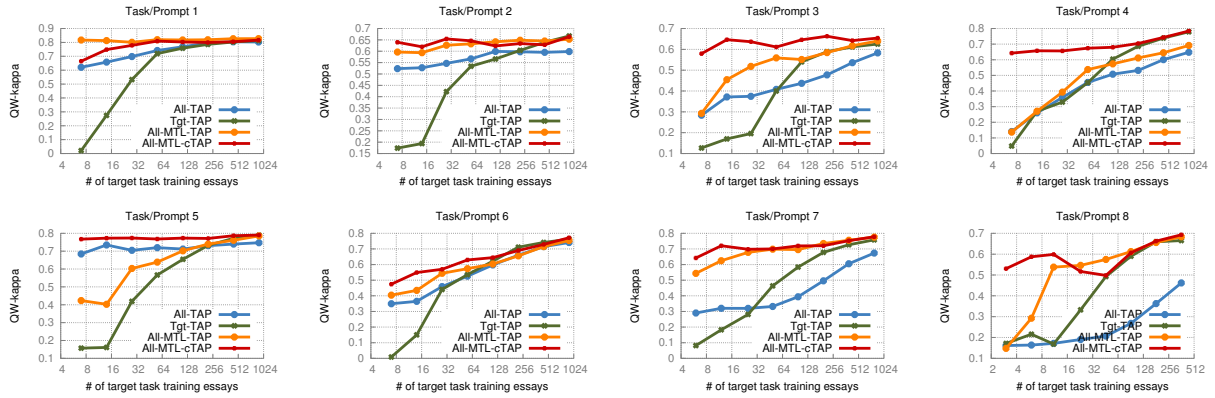 Task/Prompt 1
QW-kappa
0.9
0.8
0.7
0.6
0.5
0.4
0.3
0.2
0.1
0
All-TAP
Tgt-TAP
All-MTL-TAP
All-MTL-cTAP
4 8 16 32 64 128 256 512 1024
# of target task training essays
Task/Prompt 2
QW-kappa
0.7
0.65
0.6
0.55
0.5
0.45
0.4
0.35
0.3
0.25
0.2
0.15
All-TAP
Tgt-TAP
All-MTL-TAP
All-MTL-cTAP
4 8 16 32 64 128 256 512 1024
# of target task training essays
Task/Prompt 3
QW-kappa
0.7
0.6
0.5
0.4
0.3
0.2
0.1
All-TAP
Tgt-TAP
All-MTL-TAP
All-MTL-cTAP
4 8 16 32 64 128 256 512 1024
# of target task training essays
Task/Prompt 4
QW-kappa
0.8
0.7
0.6
0.5
0.4
0.3
0.2
0.1
0
All-TAP
Tgt-TAP
All-MTL-TAP
All-MTL-cTAP
4 8 16 32 64 128 256 512 1024
# of target task training essays
Task/Prompt 5
QW-kappa
0.8
0.7
0.6
0.5
0.4
0.3
0.2
0.1
All-TAP
Tgt-TAP
All-MTL-TAP
All-MTL-cTAP
4 8 16 32 64 128 256 512 1024
# of target task training essays
Task/Prompt 6
QW-kappa
0.8
0.7
0.6
0.5
0.4
0.3
0.2
0.1
0
All-TAP
Tgt-TAP
All-MTL-TAP
All-MTL-cTAP
4 8 16 32 64 128 256 512 1024
# of target task training essays
Task/Prompt 7
QW-kappa
0.8
0.7
0.6
0.5
0.4
0.3
0.2
0.1
0
All-TAP
Tgt-TAP
All-MTL-TAP
All-MTL-cTAP
4 8 16 32 64 128 256 512 1024
# of target task training essays
Task/Prompt 8
QW-kappa
0.7
0.6
0.5
0.4
0.3
0.2
0.1
All-TAP
Tgt-TAP
All-MTL-TAP
All-MTL-cTAP
2 4 8 16 32 64 128 256 512
# of target task training essays